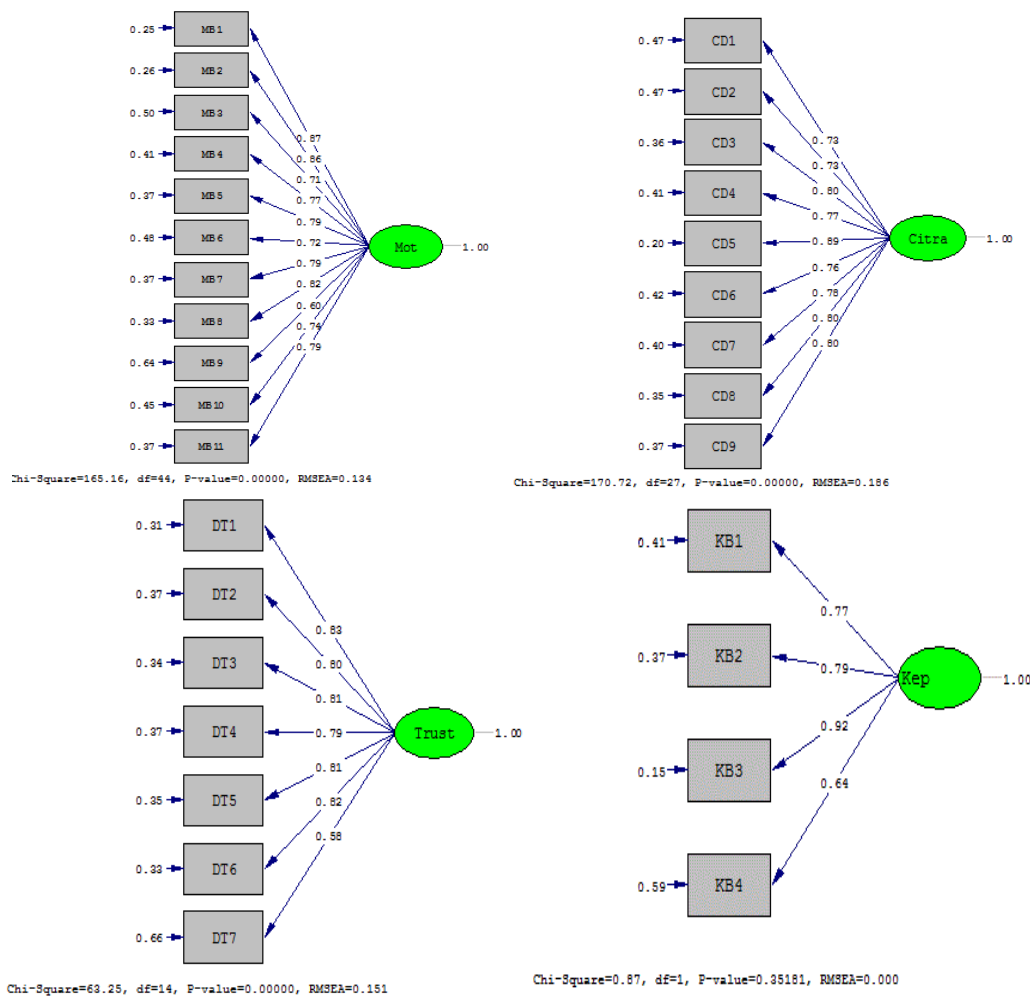 0.25 MB1
0.26 MB2
0.50 MB3
0.41 MB4
0.37 MB5
0.48 MB6
0.37 MB7
0.33 MB8
0.64 MB9
0.45 MB10
0.37 MB11
0.87
0.86
0.71
0.77
0.79
0.72
0.79
0.82
0.60
0.74
0.79
Mot 1.00
Chi-Square=165.16, df=44, P-value=0.00000, RMSEA=0.134
0.47 CD1
0.47 CD2
0.36 CD3
0.41 CD4
0.20 CD5
0.42 CD6
0.40 CD7
0.35 CD8
0.37 CD9
0.73
0.73
0.80
0.77
0.89
0.76
0.78
0.80
0.80
Citra 1.00
Chi-Square=170.72, df=27, P-value=0.00000, RMSEA=0.186
0.31 DT1
0.37 DT2
0.34 DT3
0.37 DT4
0.35 DT5
0.33 DT6
0.66 DT7
0.83
0.80
0.81
0.79
0.81
0.82
0.58
Trust 1.00
Chi-Square=63.25, df=14, P-value=0.00000, RMSEA=0.151
0.41 KB1
0.37 KB2
0.15 KB3
0.59 KB4
0.77
0.79
0.92
0.64
Kep 1.00
Chi-Square=0.87, df=1, P-value=0.35181, RMSEA=0.000